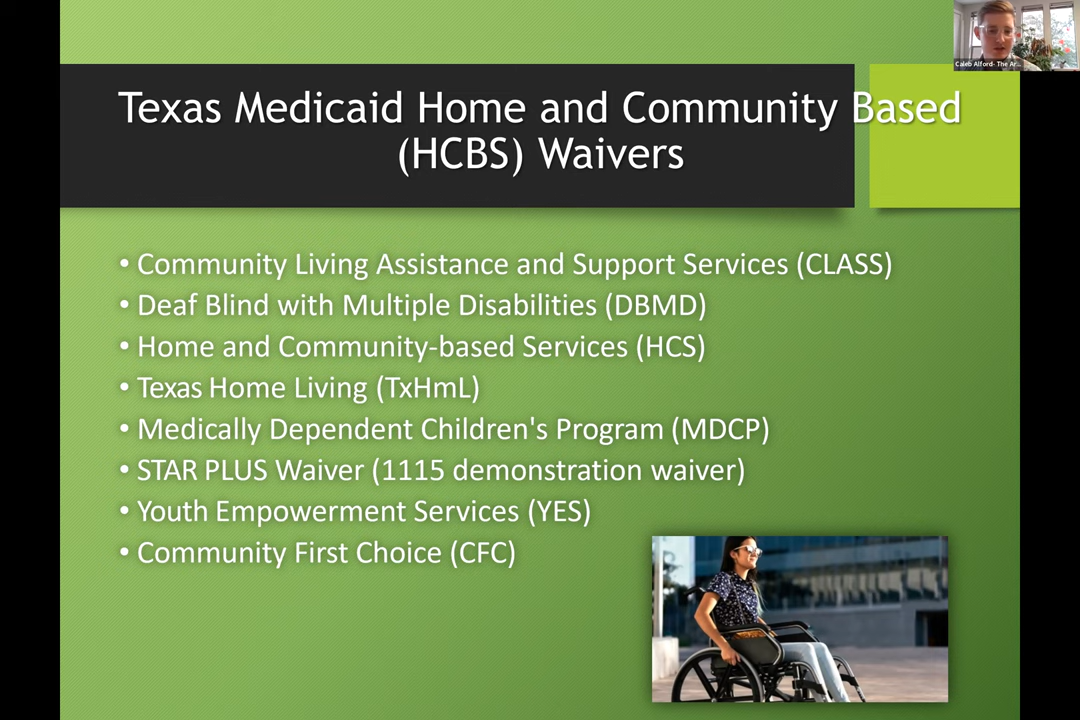 Caleb Alford- The Ar...
Texas Medicaid Home and Community Based
(HCBS) Waivers
• Community Living Assistance and Support Services (CLASS)
• Deaf Blind with Multiple Disabilities (DBMD)
• Home and Community-based Services (HCS)
• Texas Home Living (TxHmL)
• Medically Dependent Children's Program (MDCP)
• STAR PLUS Waiver (1115 demonstration waiver)
• Youth Empowerment Services (YES)
• Community First Choice (CFC)